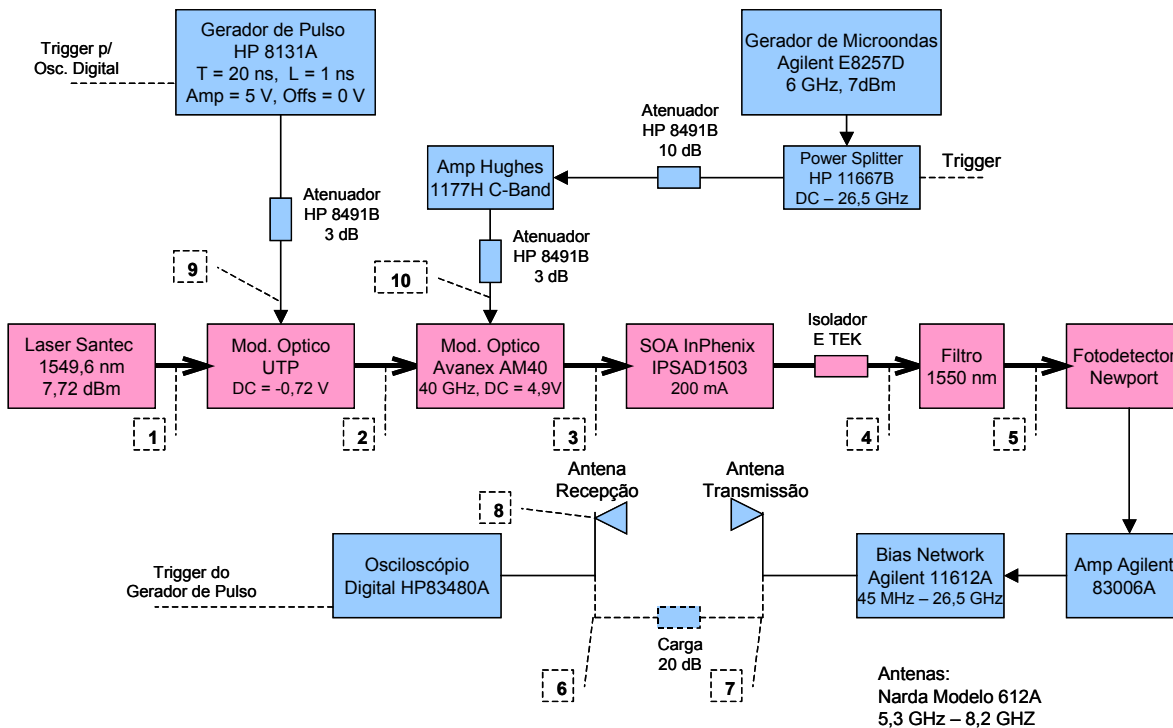 Trigger p/
Osc. Digital
Gerador de Pulso
HP 8131A
T = 20 ns, L = 1 ns
Amp = 5 V, Offs = 0 V
Gerador de Microondas
Agilent E8257D
6 GHz, 7dBm
Atenuador
HP 8491B
10 dB
Amp Hughes
1177H C-Band
Power Splitter
HP 11667B
DC – 26,5 GHz
Trigger
Atenuador
HP 8491B
3 dB
Atenuador
HP 8491B
3 dB
9
10
Laser Santec
1549,6 nm
7,72 dBm
Mod. Optico
UTP
DC = -0,72 V
Mod. Optico
Avanex AM40
40 GHz, DC = 4,9V
SOA InPhenix
IPSAD1503
200 mA
Isolador
E TEK
Filtro
1550 nm
Fotodetector
Newport
1
2
3
4
5
Antena
Recepção
Antena
Transmissão
8
Osciloscópio
Digital HP83480A
Trigger do
Gerador de Pulso
Bias Network
Agilent 11612A
45 MHz – 26,5 GHz
Amp Agilent
83006A
Carga
20 dB
6
7
Antenas:
Narda Modelo 612A
5,3 GHz – 8,2 GHZ